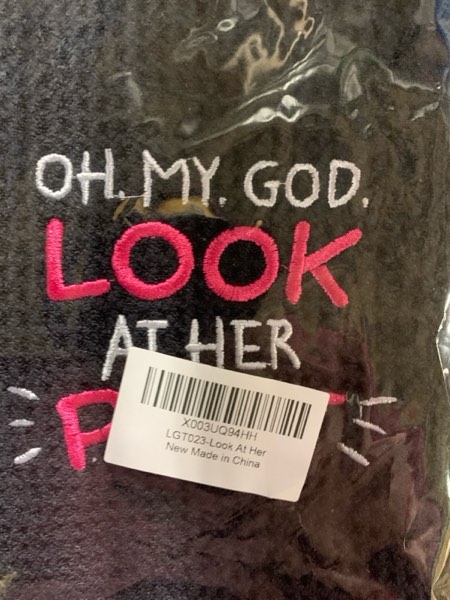 OH. MY. GOD.
LOOK
AT HER
X003UQ94HH
LGT023-Look At Her
New Made in China